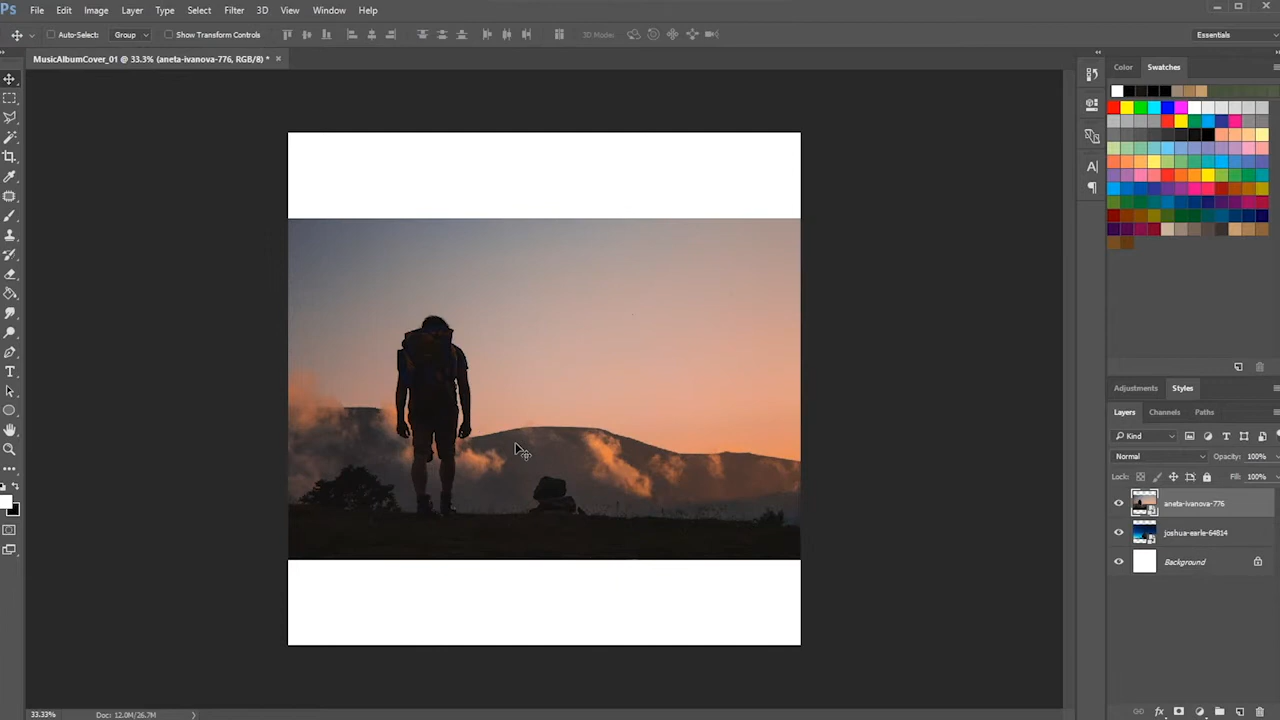 Ps File Edit Image Layer Type Select Filter 3D View Window Help
Auto-Select: Group Show Transform Controls 3D Model: Essentials
MusicAlbumCover_01 @ 33.3% (aneta-ivanova-776, RGB/8) * ×
Color Swatches
Adjustments Styles
Layers Channels Paths
Kind
Normal Opacity: 100%
Lock: Fill: 100%
aneta-ivanova-776
joshua-earle-64814
Background
33.33% Doc: 12.0M/26.7M